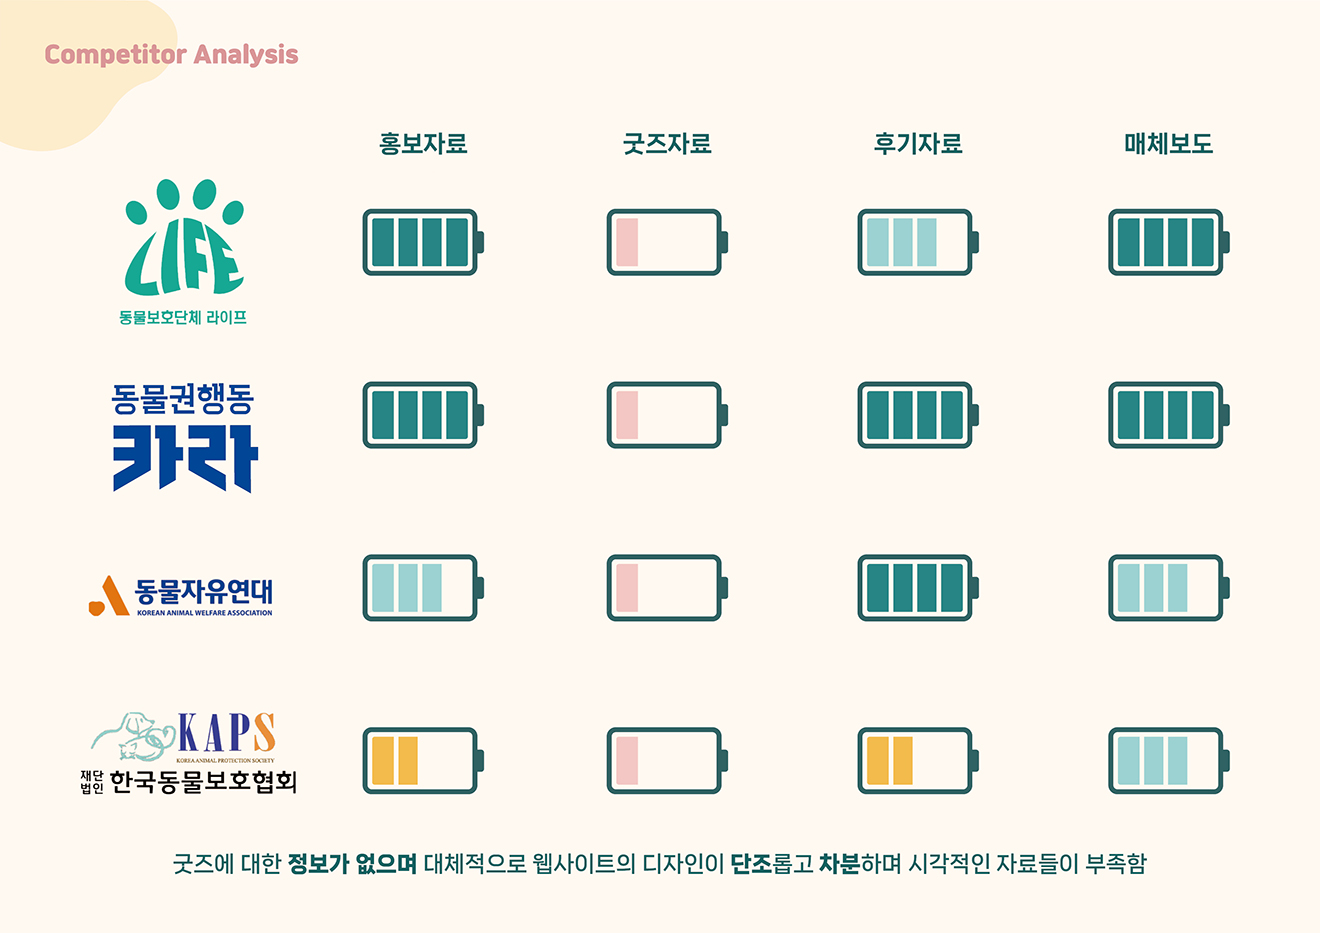 Competitor Analysis
홍보자료 굿즈자료 후기자료 매체보도
LIFE
동물보호단체 라이프
동물권행동
카라
동물자유연대
KOREAN ANIMAL WELFARE ASSOCIATION
KAPS
KOREA ANIMAL PROTECTION SOCIETY
재단법인 한국동물보호협회
굿즈에 대한 정보가 없으며 대체적으로 웹사이트의 디자인이 단조롭고 차분하며 시각적인 자료들이 부족함